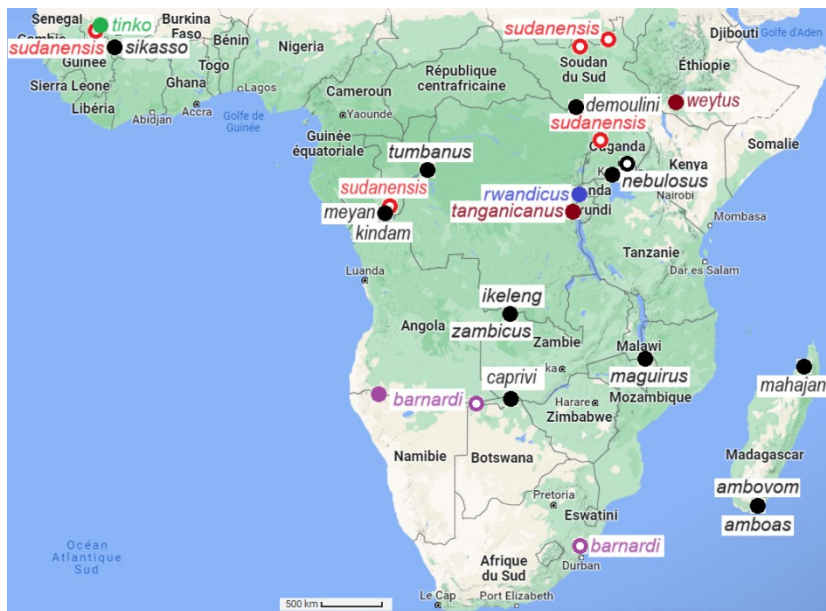 Senegal
tinko
Burkina
Faso
Gambie
sudanensis
sikasso
Guinée
Bénin
Nigeria
Togo
Ghana
Sierra Leone
Libéria
Lagos
Accra
Abidjan
Golfe de
Guinée
sudanensis
Djibouti
Golfe d'Aden
Soudan
du Sud
Éthiopie
République
centrafricaine
Cameroun
Yaoundé
demoulini
weytus
sudanensis
Ouganda
Somalie
Guinée
équatoriale
tumbanus
Kenya
nebulosus
Nairobi
sudanensis
rwandicus
meyan
kindam
tanganicanus
Mombasa
Tanzanie
Dar es Salam
Luanda
ikeleng
zambicus
Angola
Zambie
Malawi
maguirus
caprivi
mahajan
barnardi
Harare
Mozambique
Zimbabwe
Namibie
Botswana
Madagascar
ambovom
amboas
Pretoria
Eswatini
Océan
Atlantique
Sud
barnardi
Durban
Afrique
du Sud
500 km
Le Cap
Port Elizabeth